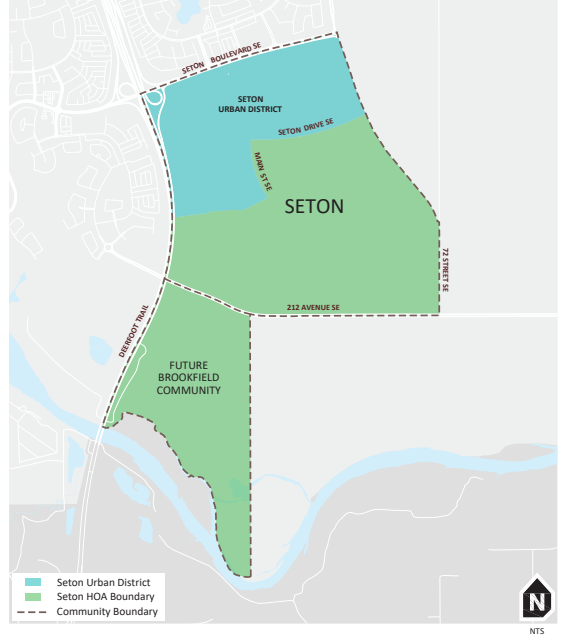 SETON BOULEVARD SE
SETON
URBAN DISTRICT
SETON DRIVE SE
MAIN ST SE
SETON
72 STREET SE
212 AVENUE SE
DEERFOOT TRAIL
FUTURE
BROOKFIELD
COMMUNITY
Seton Urban District
Seton HOA Boundary
Community Boundary
N
NTS